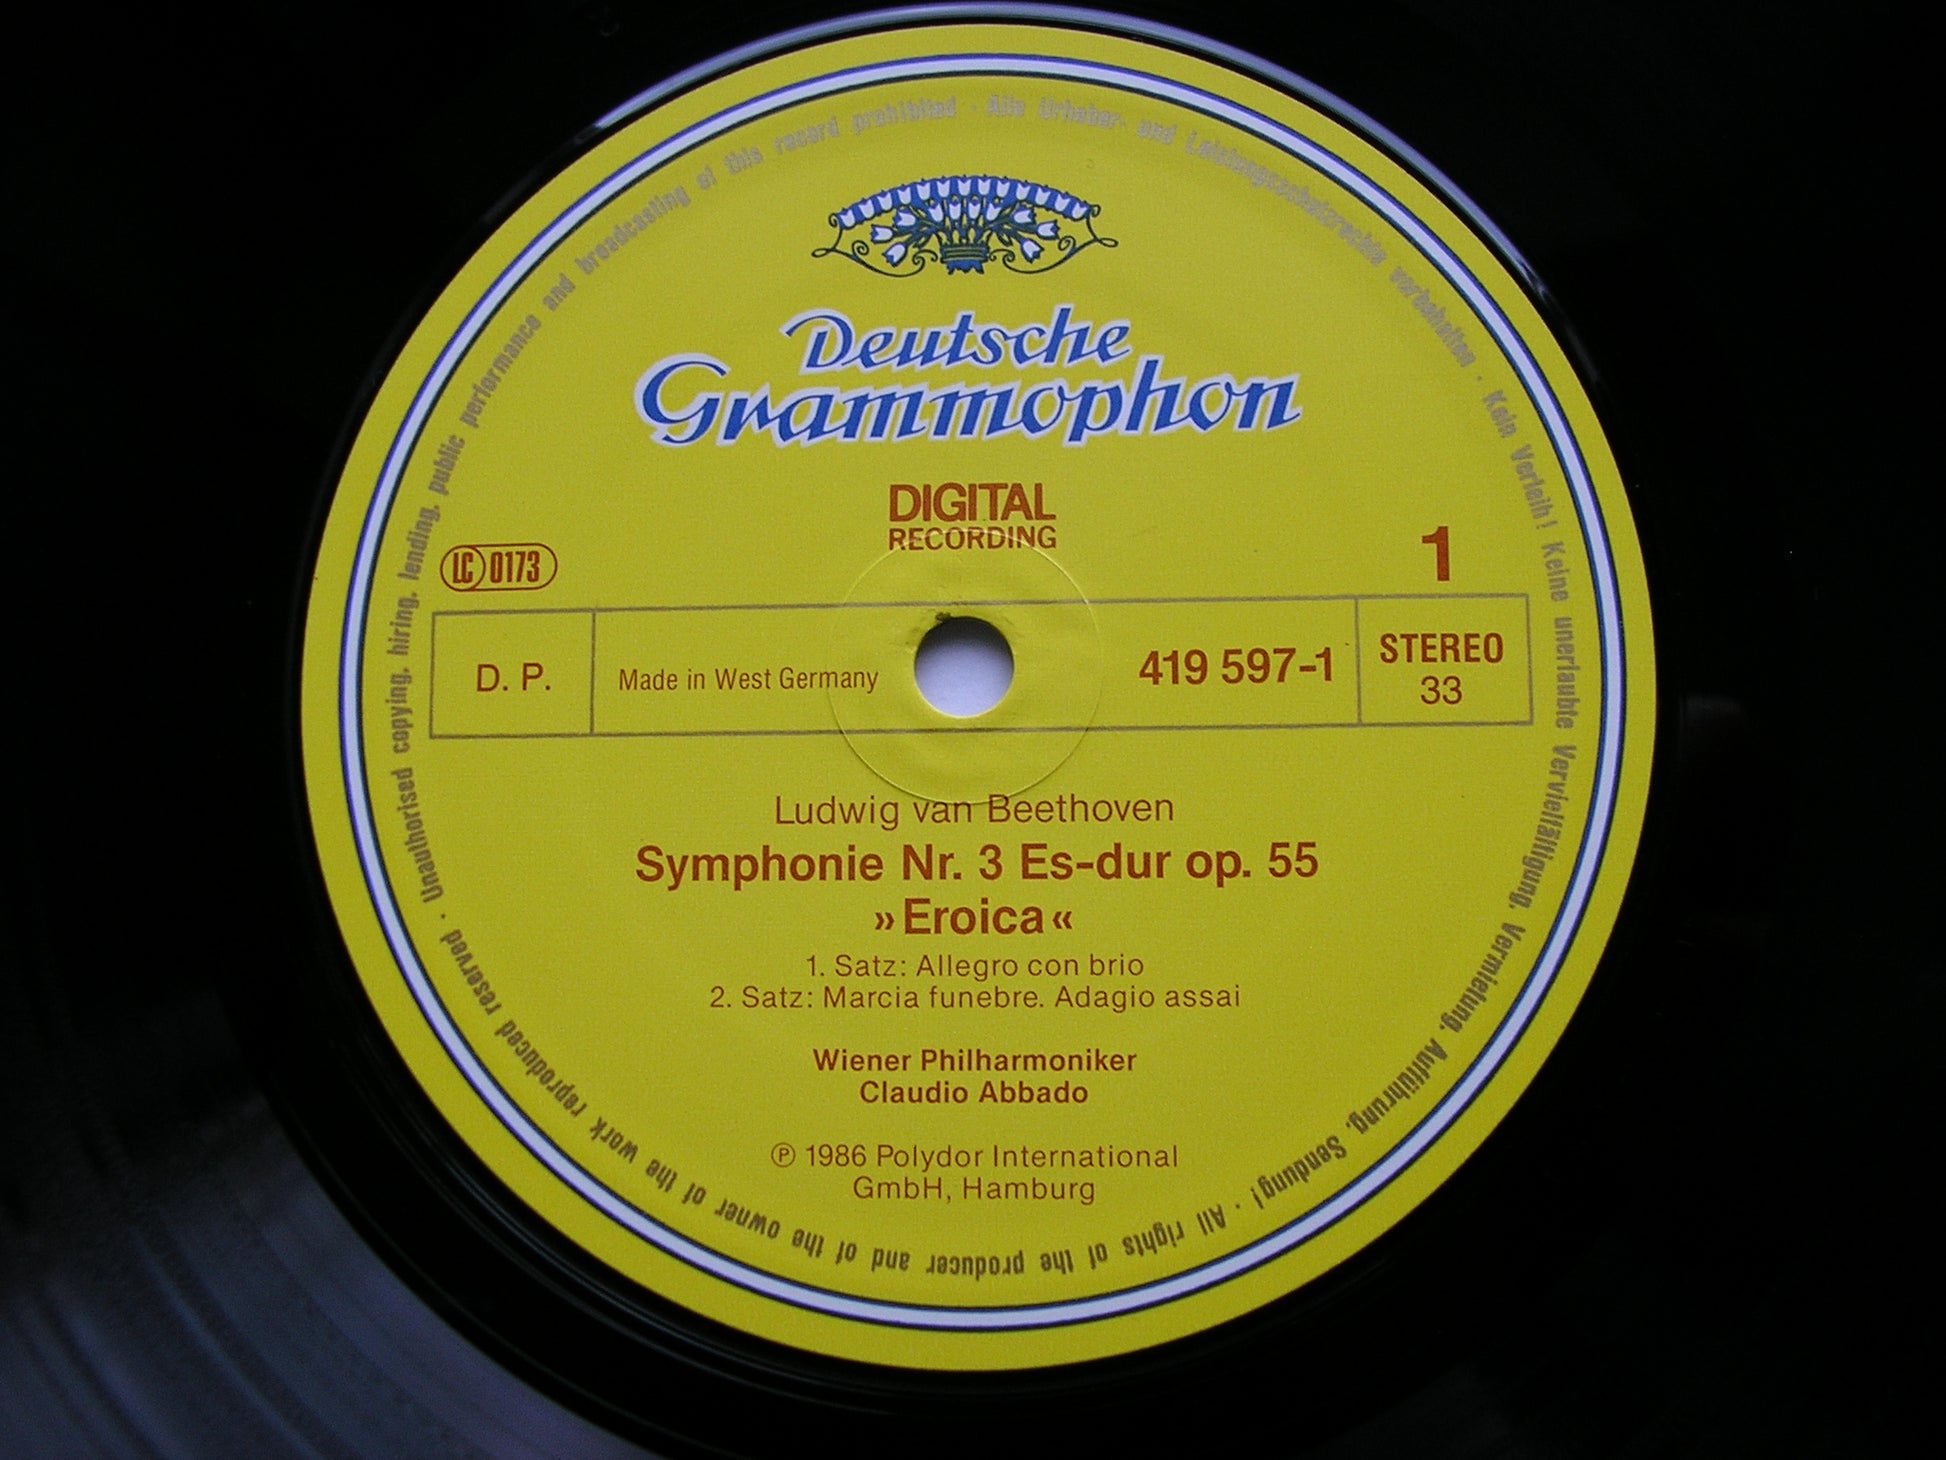 Deutsche
Grammophon
DIGITAL
RECORDING
LC 0173
1
D. P.
Made in West Germany
419 597-1
STEREO
33
Ludwig van Beethoven
Symphonie Nr. 3 Es-dur op. 55
»Eroica«
1. Satz: Allegro con brio
2. Satz: Marcia funebre. Adagio assai
Wiener Philharmoniker
Claudio Abbado
℗ 1986 Polydor International
GmbH, Hamburg
Alle Urheber- und Leistungsschutzrechte vorbehalten · Kein Verleih! Keine unerlaubte Vervielfältigung, Vermietung, Aufführung, Sendung! · All rights of the producer and of the owner of the work reproduced reserved · Unauthorised copying, hiring, lending, public performance and broadcasting of this record prohibited ·